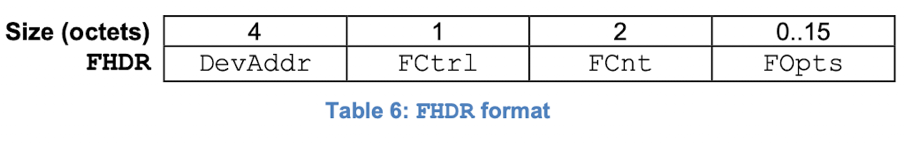 Size (octets) 4 1 2 0..15
FHDR DevAddr FCtrl FCnt FOpts
Table 6: FHDR format